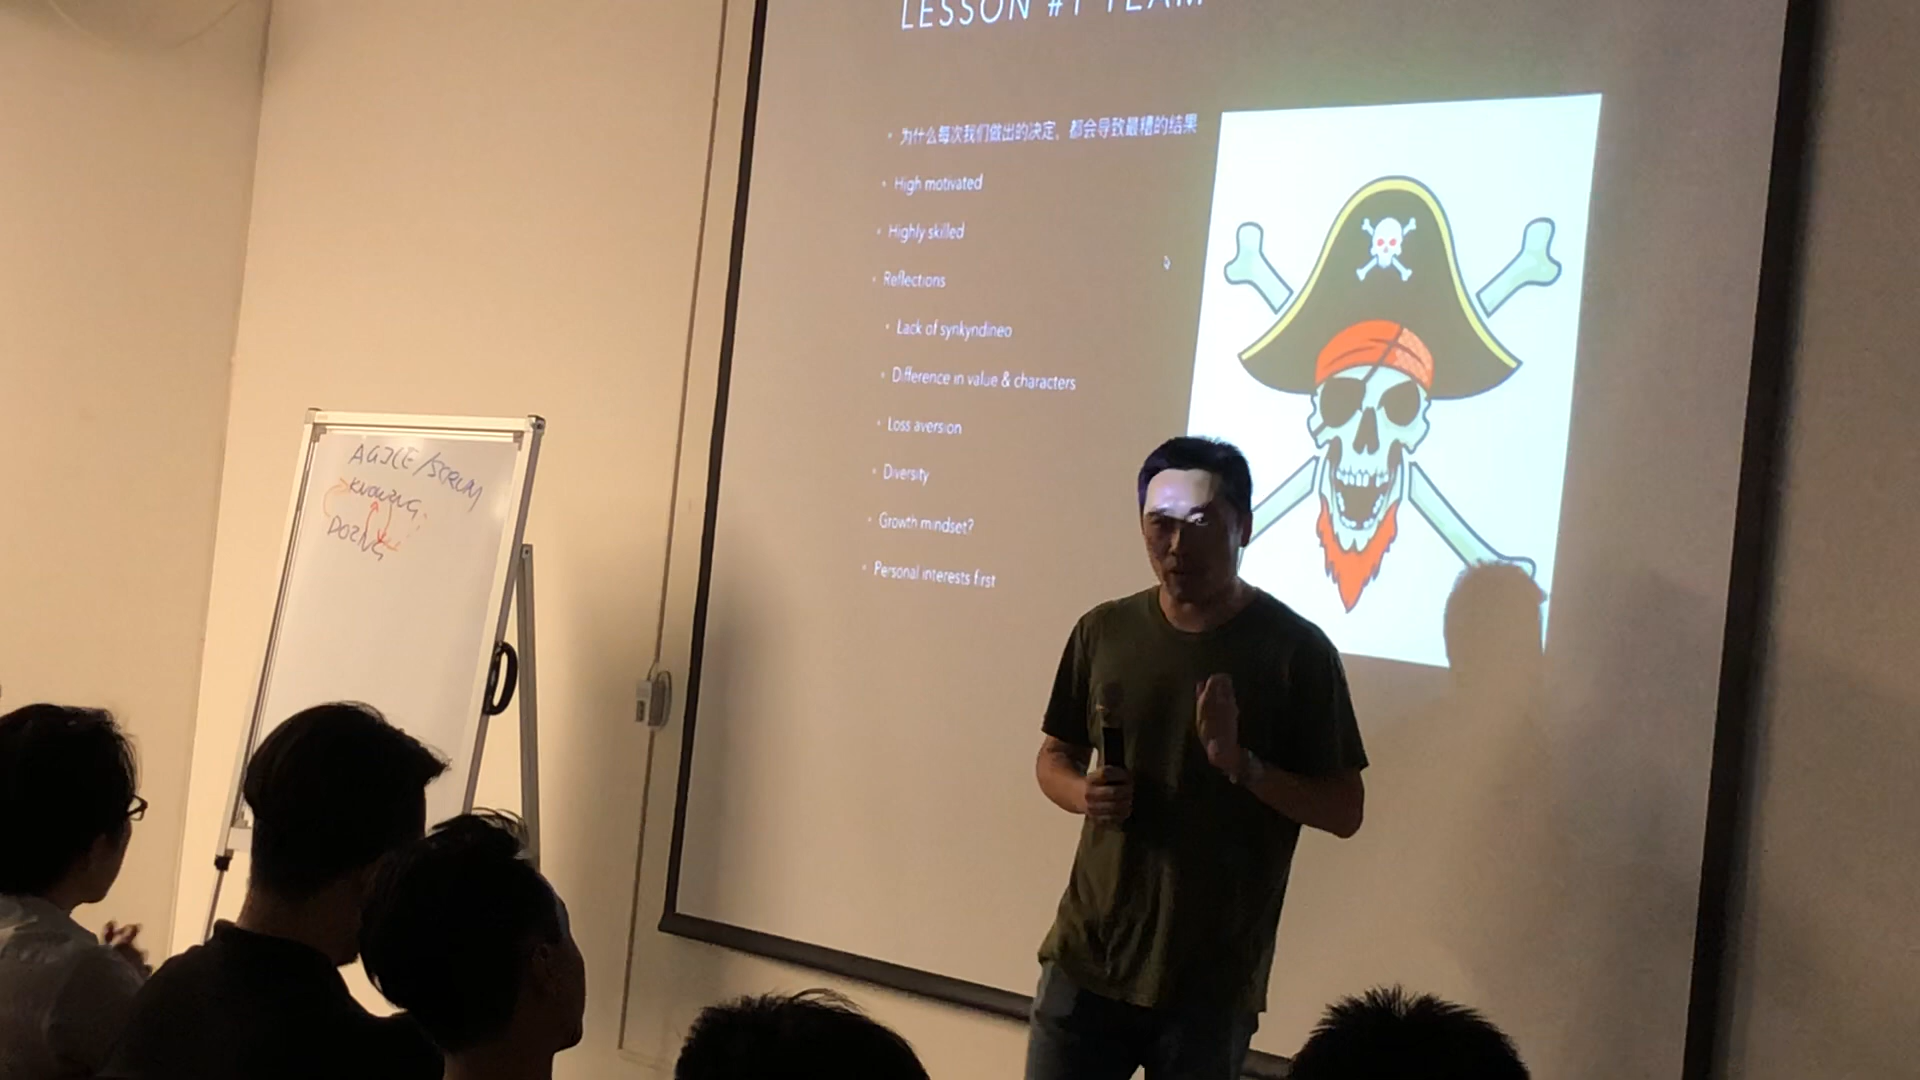 LESSON #1 TEAM
为什么每次我们做出的决定，都会导致最糟的结果
High motivated
Highly skilled
Reflections
Lack of synkyndineo
Difference in value & characters
Loss aversion
Diversity
Growth mindset?
Personal interests first
AGILE/SCRUM
KNOWING
DOING